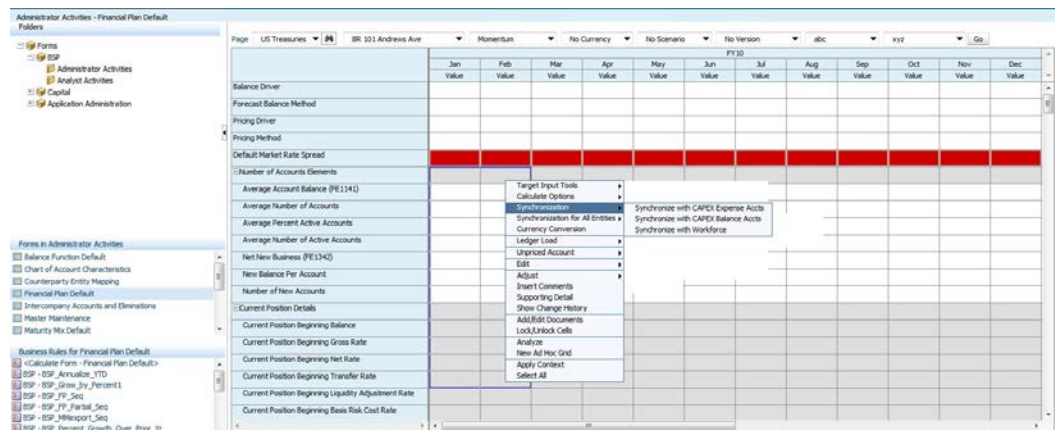 Administrator Activities - Financial Plan Default
Folders
Forms
BSP
Administrator Activities
Analyst Activities
Capital
Application Administration
Forms in Administrator Activities
Balance Function Default
Chart of Account Characteristics
Counterparty Entity Mapping
Financial Plan Default
Intercompany Accounts and Eliminations
Master Maintenance
Maturity Mix Default
Business Rules for Financial Plan Default
<Calculate Form - Financial Plan Default>
BSP - BSP_Annualize_YTD
BSP - BSP_Grow_by_Percent1
BSP - BSP_FP_Seq
BSP - BSP_FP_Partial_Seq
BSP - BSP_MMexport_Seq
BSP - BSP_Percent_Growth_Over_Prior_Yr
Page US Treasuries BR 101 Andrews Ave Momentum No Currency No Scenario No Version abc xyz Go
FY10
Jan Feb Mar Apr May Jun Jul Aug Sep Oct Nov Dec
Value Value Value Value Value Value Value Value Value Value Value Value
Balance Driver
Forecast Balance Method
Pricing Driver
Pricing Method
Default Market Rate Spread
Number of Accounts Elements
Average Account Balance (FE1141)
Average Number of Accounts
Average Percent Active Accounts
Average Number of Active Accounts
Net New Business (FE1342)
New Balance Per Account
Number of New Accounts
Current Position Details
Current Position Beginning Balance
Current Position Beginning Gross Rate
Current Position Beginning Net Rate
Current Position Beginning Transfer Rate
Current Position Beginning Liquidity Adjustment Rate
Current Position Beginning Basis Risk Cost Rate
Target Input Tools
Calculate Options
Synchronization
Synchronization for All Entities
Currency Conversion
Ledger Load
Unpriced Account
Edit
Adjust
Insert Comments
Supporting Detail
Show Change History
Add/Edit Documents
Lock/Unlock Cells
Analyze
New Ad Hoc Grid
Apply Context
Select All
Synchronize with CAPEX Expense Accts
Synchronize with CAPEX Balance Accts
Synchronize with Workforce